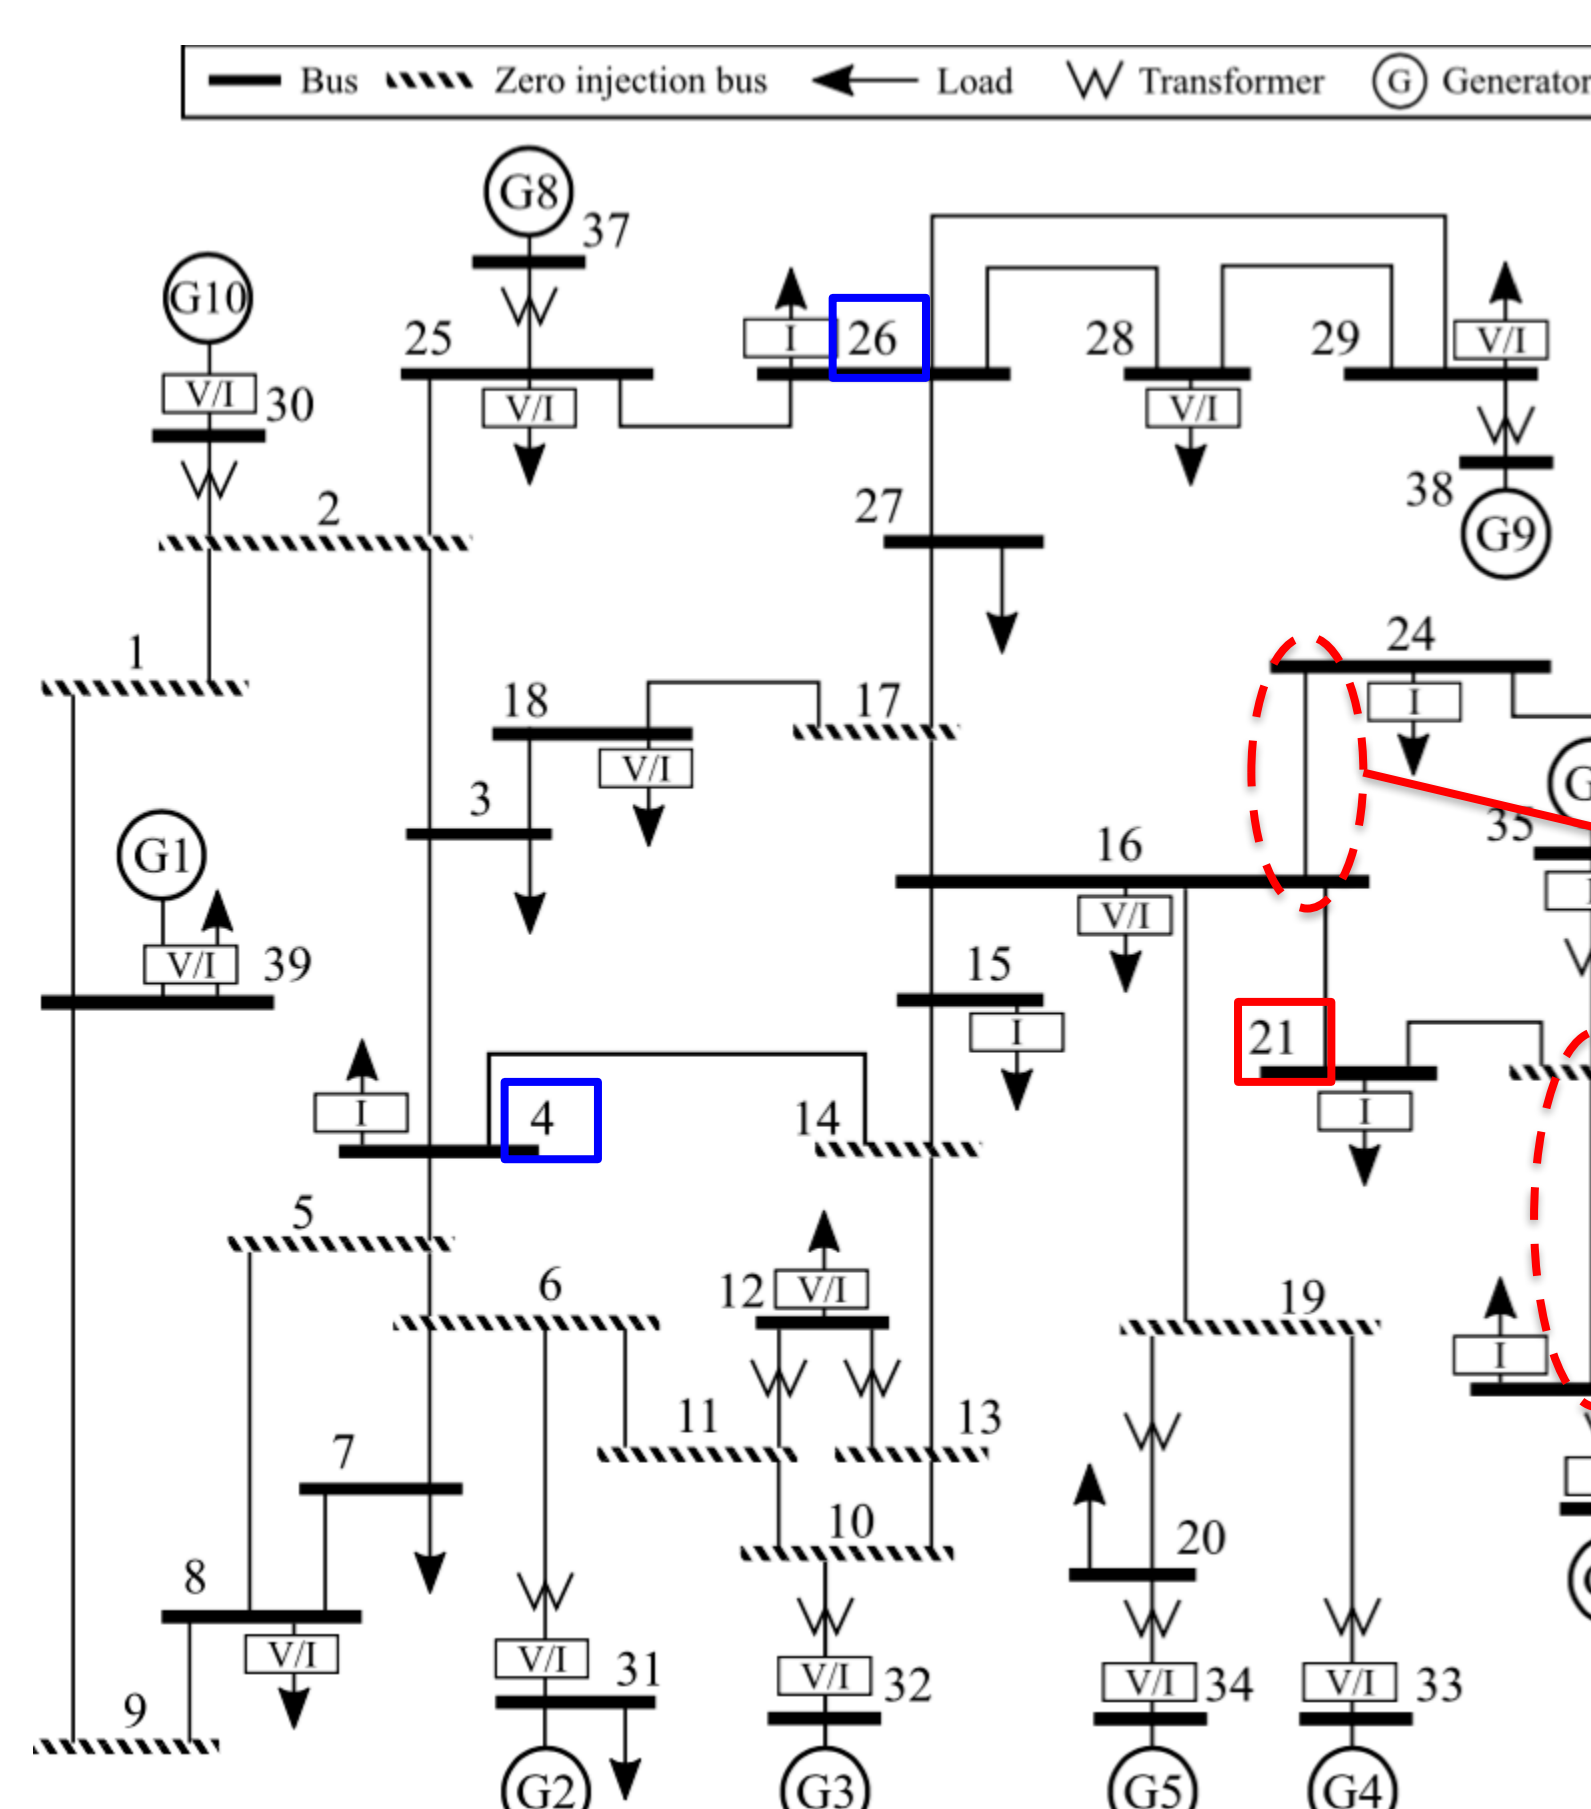 Bus Zero injection bus Load Transformer G Generator
G8
37
G10
25
I 26
28
29
V/I
V/I
30
V/I
V/I
2
27
38
G9
1
24
18
17
I
V/I
3
35
16
G1
V/I
V/I
39
15
I
21
4
14
I
I
5
6
12 V/I
19
I
11
13
7
10
20
8
V/I
V/I
31
V/I
32
V/I
34
V/I
33
9
G2
G3
G5
G4